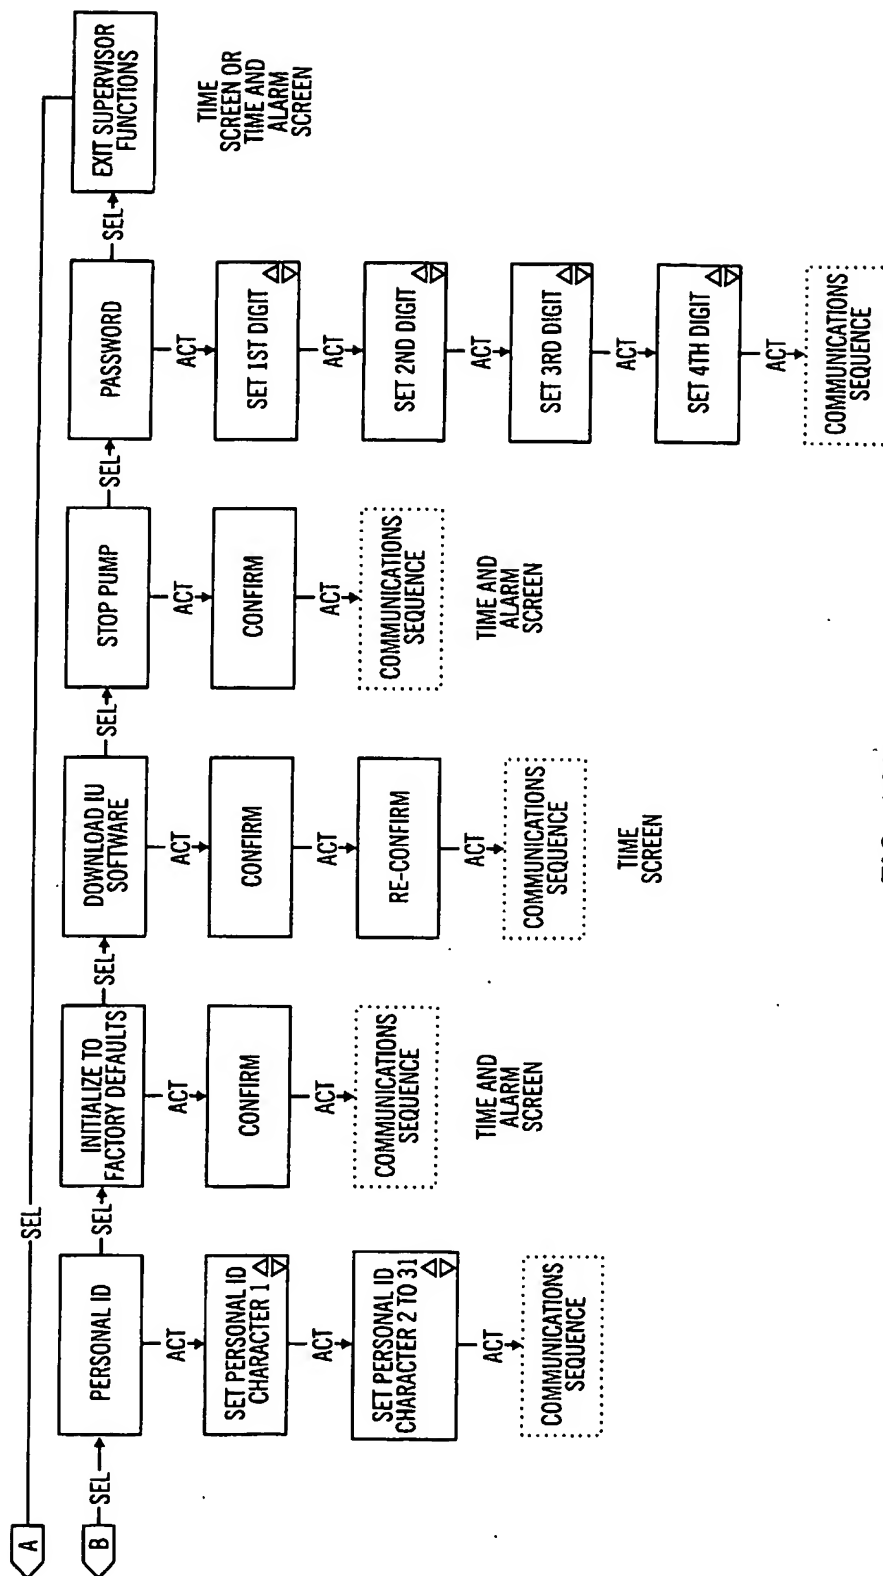 A
SEL
B
SEL
PERSONAL ID
SEL
INITIALIZE TO
FACTORY DEFAULTS
SEL
DOWNLOAD IU
SOFTWARE
SEL
STOP PUMP
SEL
PASSWORD
SEL
EXIT SUPERVISOR
FUNCTIONS
ACT
SET PERSONAL ID
CHARACTER 1
ACT
SET PERSONAL ID
CHARACTER 2 TO 31
ACT
COMMUNICATIONS
SEQUENCE
ACT
CONFIRM
ACT
COMMUNICATIONS
SEQUENCE
TIME AND
ALARM
SCREEN
ACT
CONFIRM
ACT
RE-CONFIRM
ACT
COMMUNICATIONS
SEQUENCE
TIME
SCREEN
ACT
CONFIRM
ACT
COMMUNICATIONS
SEQUENCE
TIME AND
ALARM
SCREEN
ACT
SET 1ST DIGIT
ACT
SET 2ND DIGIT
ACT
SET 3RD DIGIT
ACT
SET 4TH DIGIT
ACT
COMMUNICATIONS
SEQUENCE
TIME
SCREEN OR
TIME AND
ALARM
SCREEN